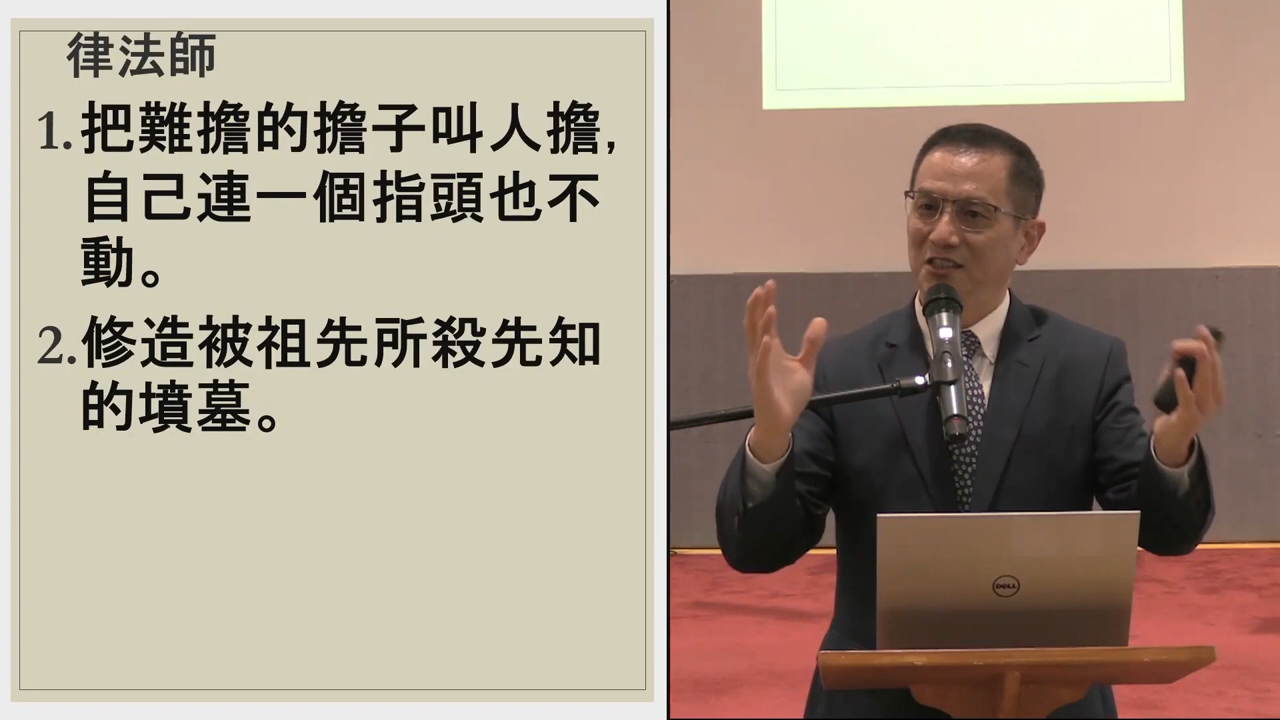 律法師
1.把難擔的擔子叫人擔,
自己連一個指頭也不
動。
2.修造被祖先所殺先知
的墳墓。
DELL